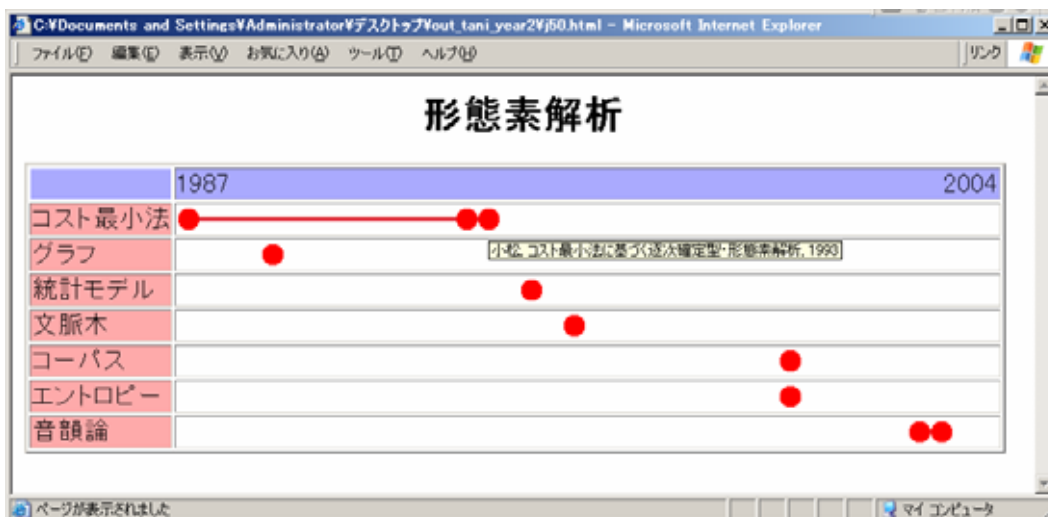 C:¥Documents and Settings¥Administrator¥デスクトップ¥out_tani_year2¥j50.html - Microsoft Internet Explorer
ファイル(F) 編集(E) 表示(V) お気に入り(A) ツール(T) ヘルプ(H) リンク
形態素解析
1987 2004
コスト最小法
グラフ
小松, コスト最小法に基づく逐次確定型・形態素解析, 1993
統計モデル
文脈木
コーパス
エントロピー
音韻論
ページが表示されました マイ コンピュータ